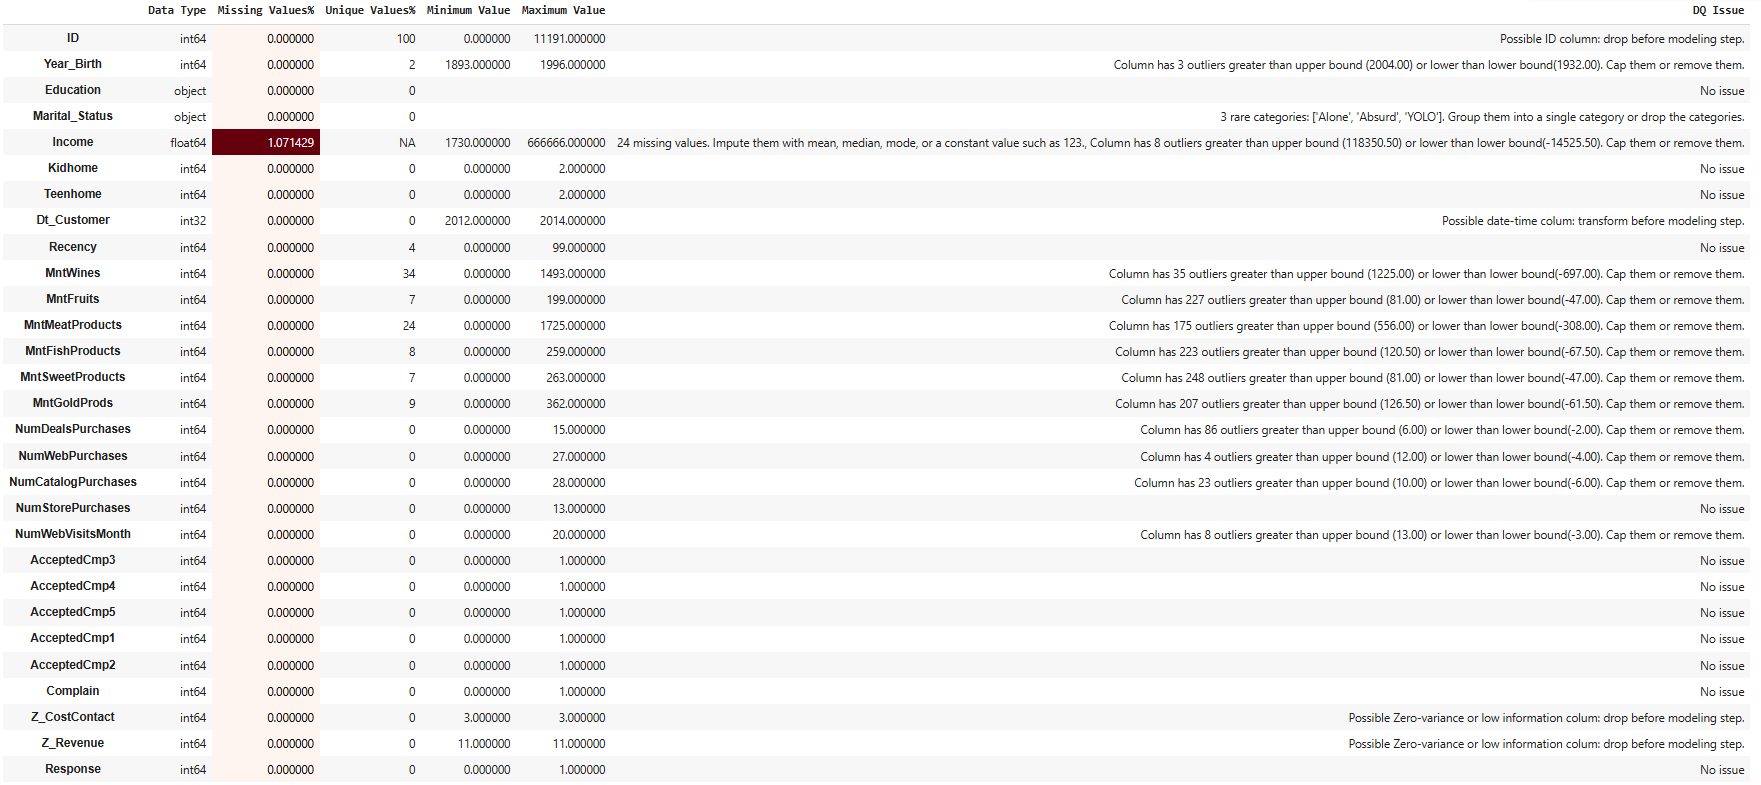 Data Type Missing Values% Unique Values% Minimum Value Maximum Value DQ Issue
ID int64 0.000000 100 0.000000 11191.000000 Possible ID column: drop before modeling step.
Year_Birth int64 0.000000 2 1893.000000 1996.000000 Column has 3 outliers greater than upper bound (2004.00) or lower than lower bound(1932.00). Cap them or remove them.
Education object 0.000000 0 No issue
Marital_Status object 0.000000 0 3 rare categories: ['Alone', 'Absurd', 'YOLO']. Group them into a single category or drop the categories.
Income float64 1.071429 NA 1730.000000 666666.000000 24 missing values. Impute them with mean, median, mode, or a constant value such as 123., Column has 8 outliers greater than upper bound (118350.50) or lower than lower bound(-14525.50). Cap them or remove them.
Kidhome int64 0.000000 0 0.000000 2.000000 No issue
Teenhome int64 0.000000 0 0.000000 2.000000 No issue
Dt_Customer int32 0.000000 0 2012.000000 2014.000000 Possible date-time colum: transform before modeling step.
Recency int64 0.000000 4 0.000000 99.000000 No issue
MntWines int64 0.000000 34 0.000000 1493.000000 Column has 35 outliers greater than upper bound (1225.00) or lower than lower bound(-697.00). Cap them or remove them.
MntFruits int64 0.000000 7 0.000000 199.000000 Column has 227 outliers greater than upper bound (81.00) or lower than lower bound(-47.00). Cap them or remove them.
MntMeatProducts int64 0.000000 24 0.000000 1725.000000 Column has 175 outliers greater than upper bound (556.00) or lower than lower bound(-308.00). Cap them or remove them.
MntFishProducts int64 0.000000 8 0.000000 259.000000 Column has 223 outliers greater than upper bound (120.50) or lower than lower bound(-67.50). Cap them or remove them.
MntSweetProducts int64 0.000000 7 0.000000 263.000000 Column has 248 outliers greater than upper bound (81.00) or lower than lower bound(-47.00). Cap them or remove them.
MntGoldProds int64 0.000000 9 0.000000 362.000000 Column has 207 outliers greater than upper bound (126.50) or lower than lower bound(-61.50). Cap them or remove them.
NumDealsPurchases int64 0.000000 0 0.000000 15.000000 Column has 86 outliers greater than upper bound (6.00) or lower than lower bound(-2.00). Cap them or remove them.
NumWebPurchases int64 0.000000 0 0.000000 27.000000 Column has 4 outliers greater than upper bound (12.00) or lower than lower bound(-4.00). Cap them or remove them.
NumCatalogPurchases int64 0.000000 0 0.000000 28.000000 Column has 23 outliers greater than upper bound (10.00) or lower than lower bound(-6.00). Cap them or remove them.
NumStorePurchases int64 0.000000 0 0.000000 13.000000 No issue
NumWebVisitsMonth int64 0.000000 0 0.000000 20.000000 Column has 8 outliers greater than upper bound (13.00) or lower than lower bound(-3.00). Cap them or remove them.
AcceptedCmp3 int64 0.000000 0 0.000000 1.000000 No issue
AcceptedCmp4 int64 0.000000 0 0.000000 1.000000 No issue
AcceptedCmp5 int64 0.000000 0 0.000000 1.000000 No issue
AcceptedCmp1 int64 0.000000 0 0.000000 1.000000 No issue
AcceptedCmp2 int64 0.000000 0 0.000000 1.000000 No issue
Complain int64 0.000000 0 0.000000 1.000000 No issue
Z_CostContact int64 0.000000 0 3.000000 3.000000 Possible Zero-variance or low information colum: drop before modeling step.
Z_Revenue int64 0.000000 0 11.000000 11.000000 Possible Zero-variance or low information colum: drop before modeling step.
Response int64 0.000000 0 0.000000 1.000000 No issue